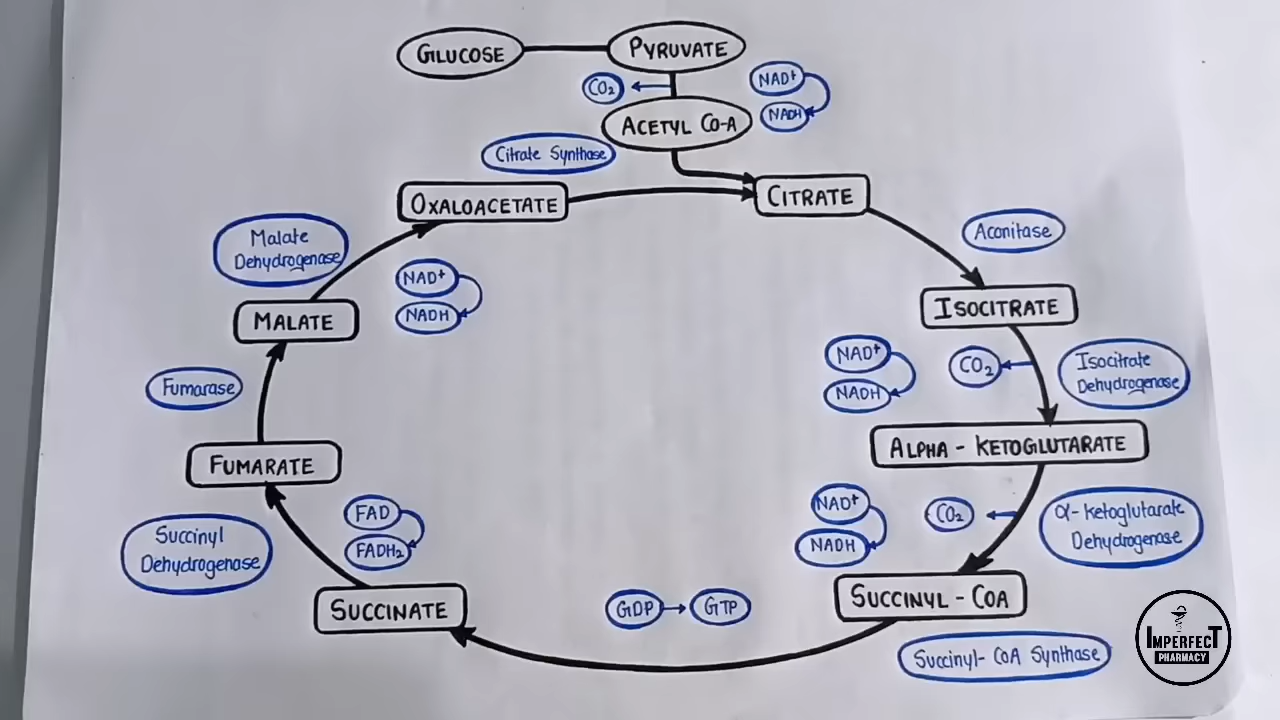 GLUCOSE
PYRUVATE
CO₂
NAD⁺
NADH
ACETYL CO-A
Citrate Synthase
OXALOACETATE
CITRATE
Malate
Dehydrogenase
Aconitase
NAD⁺
NADH
MALATE
ISOCITRATE
NAD⁺
NADH
CO₂
Isocitrate
Dehydrogenase
Fumarase
ALPHA - KETOGLUTARATE
FUMARATE
NAD⁺
NADH
CO₂
α-ketoglutarate
Dehydrogenase
FAD
FADH₂
Succinyl
Dehydrogenase
SUCCINATE
GDP
GTP
SUCCINYL - COA
Succinyl- CoA Synthase
IMPERFECT
PHARMACY